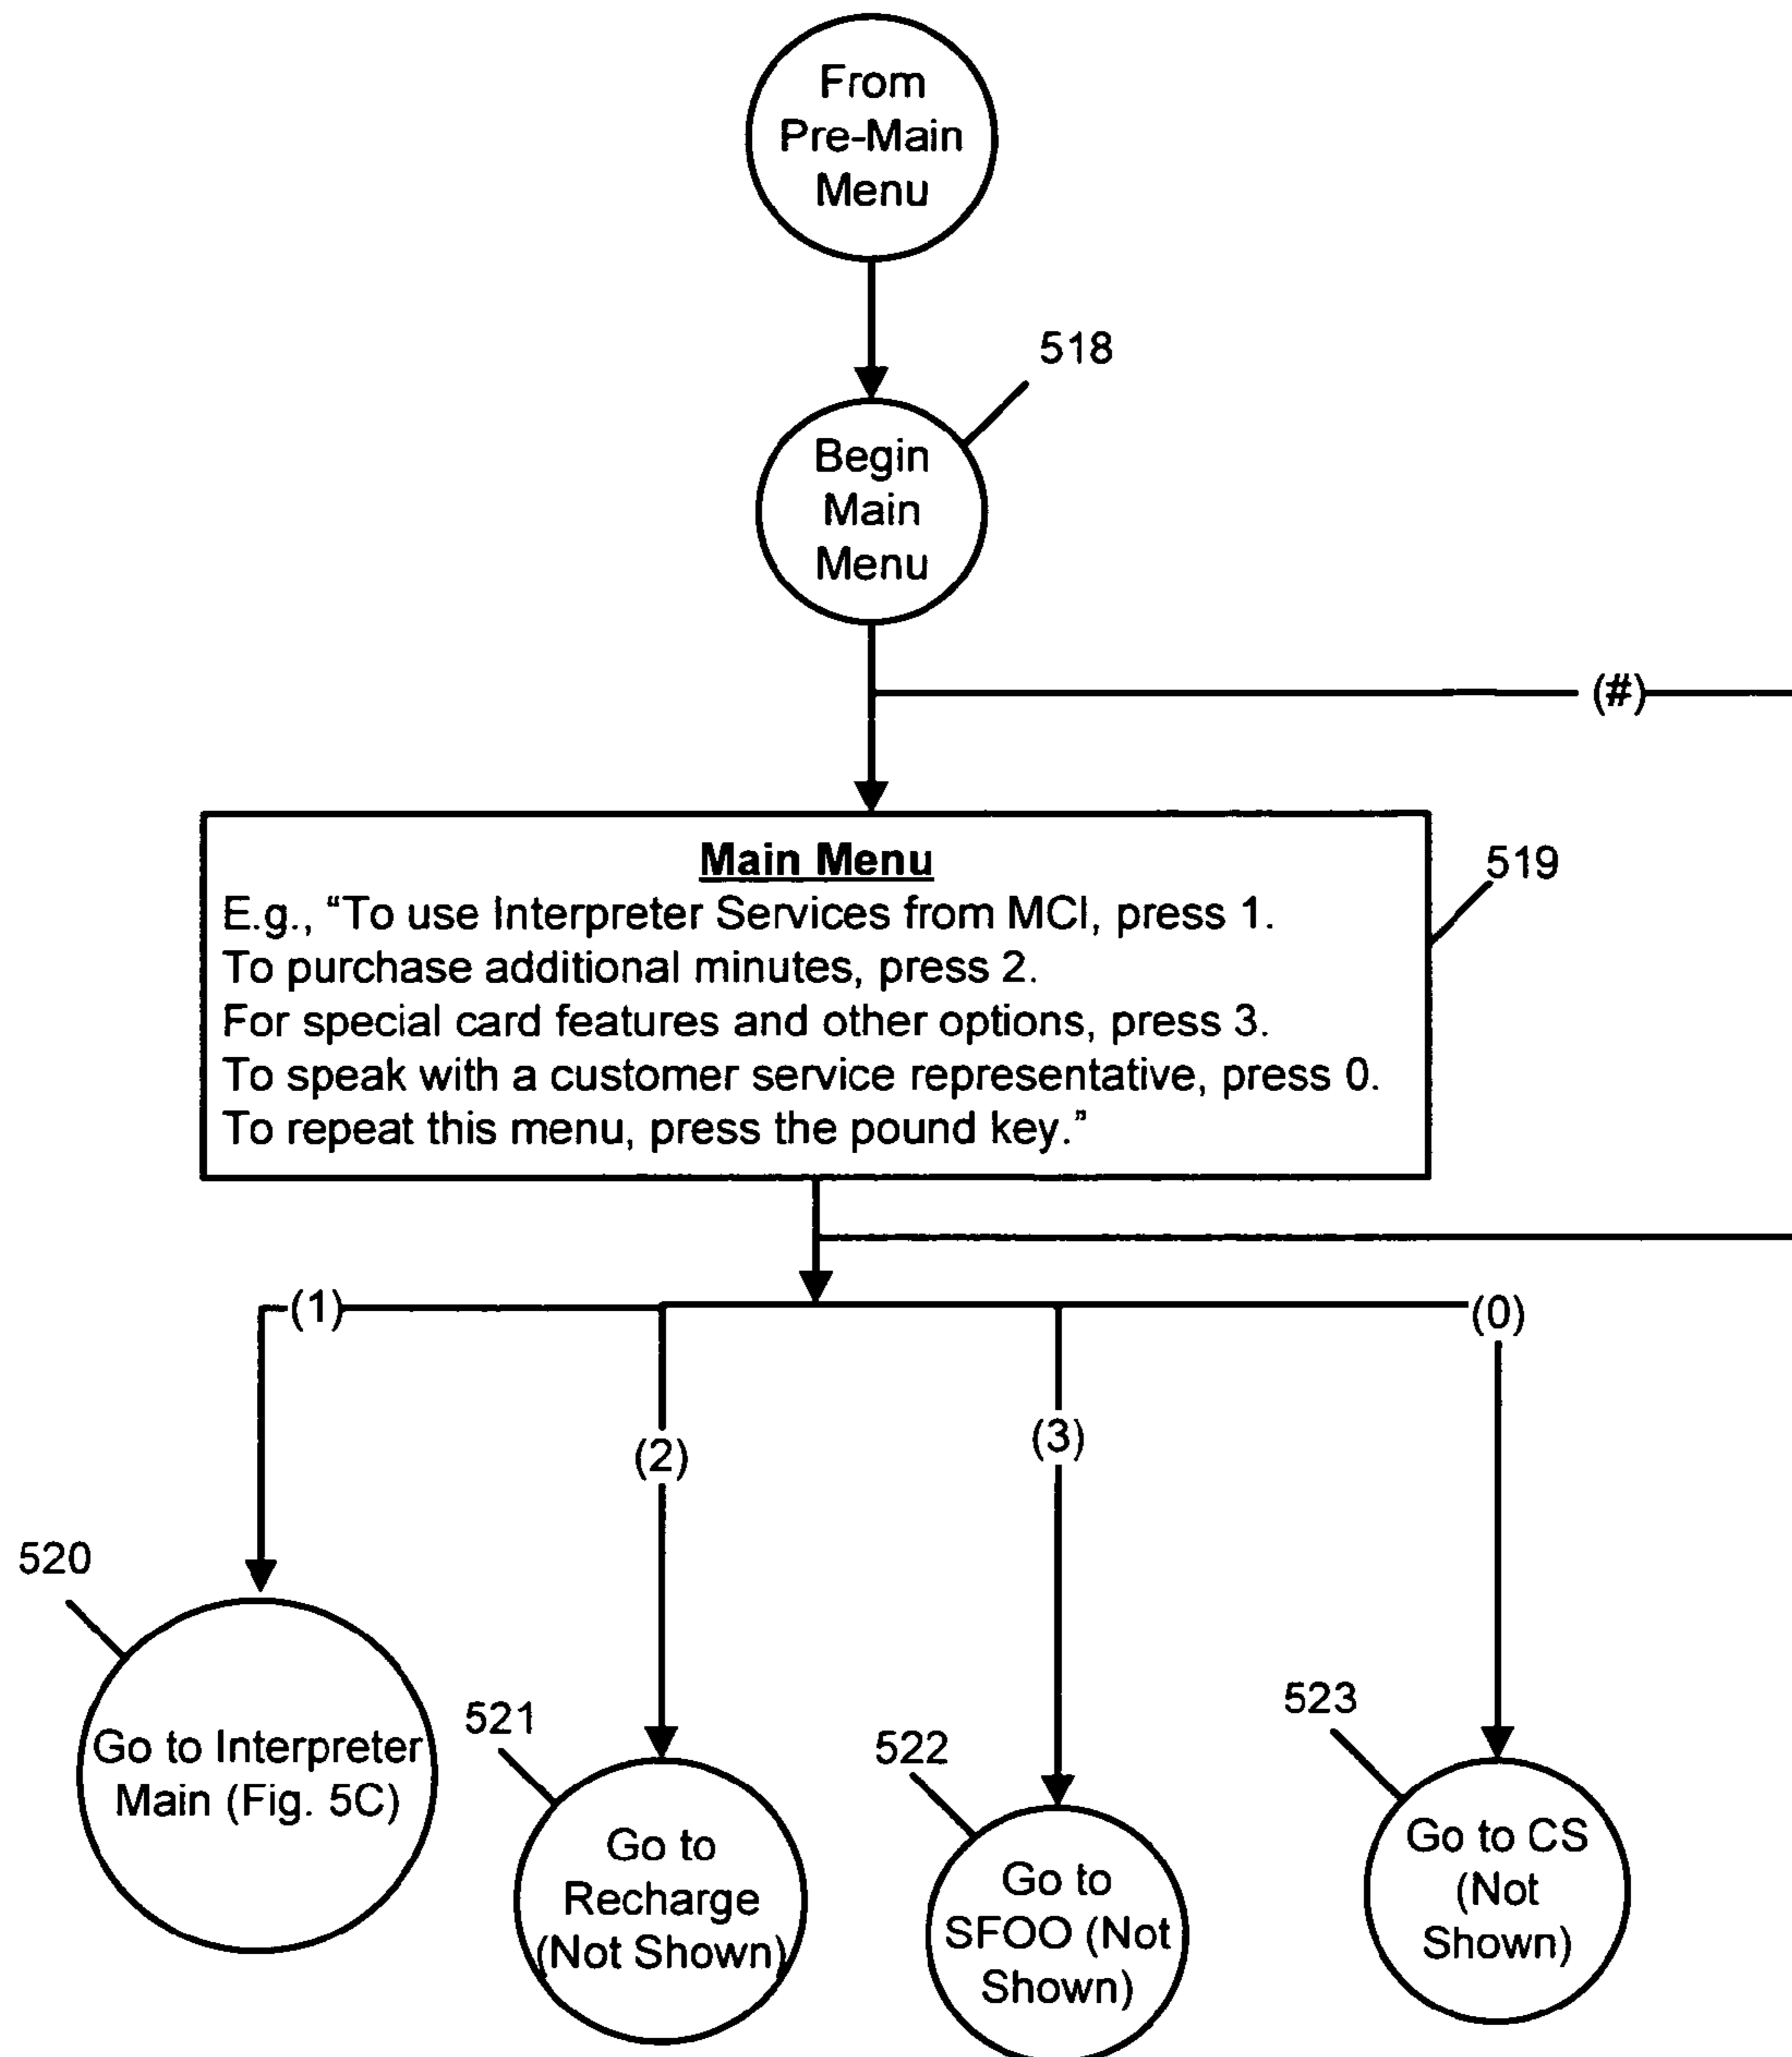 From
Pre-Main
Menu
518
Begin
Main
Menu
(#)
Main Menu
519
E.g., “To use Interpreter Services from MCI, press 1.
To purchase additional minutes, press 2.
For special card features and other options, press 3.
To speak with a customer service representative, press 0.
To repeat this menu, press the pound key.”
(1)
(0)
(2)
(3)
520
Go to Interpreter
Main (Fig. 5C)
521
Go to
Recharge
(Not Shown)
522
Go to
SFOO (Not
Shown)
523
Go to CS
(Not
Shown)